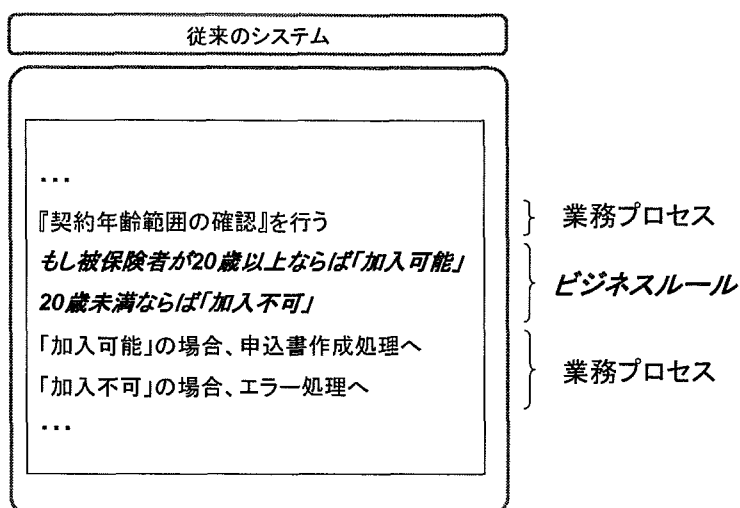 従来のシステム
...
『契約年齢範囲の確認』を行う
もし被保険者が20歳以上ならば「加入可能」
20歳未満ならば「加入不可」
「加入可能」の場合、申込書作成処理へ
「加入不可」の場合、エラー処理へ
...
業務プロセス
ビジネスルール
業務プロセス